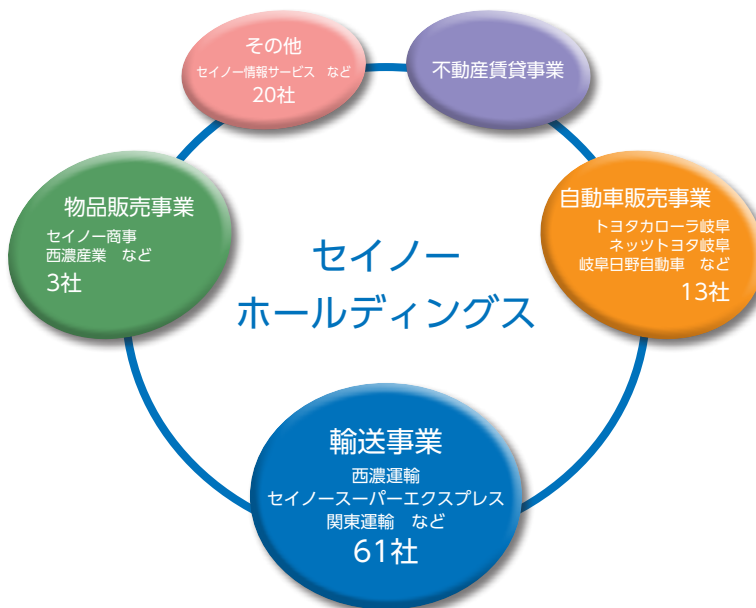 その他
セイノー情報サービス　など
20社
不動産賃貸事業
物品販売事業
セイノー商事
西濃産業　など
3社
自動車販売事業
トヨタカローラ岐阜
ネッツトヨタ岐阜
岐阜日野自動車　など
13社
セイノー
ホールディングス
輸送事業
西濃運輸
セイノースーパーエクスプレス
関東運輸　など
61社